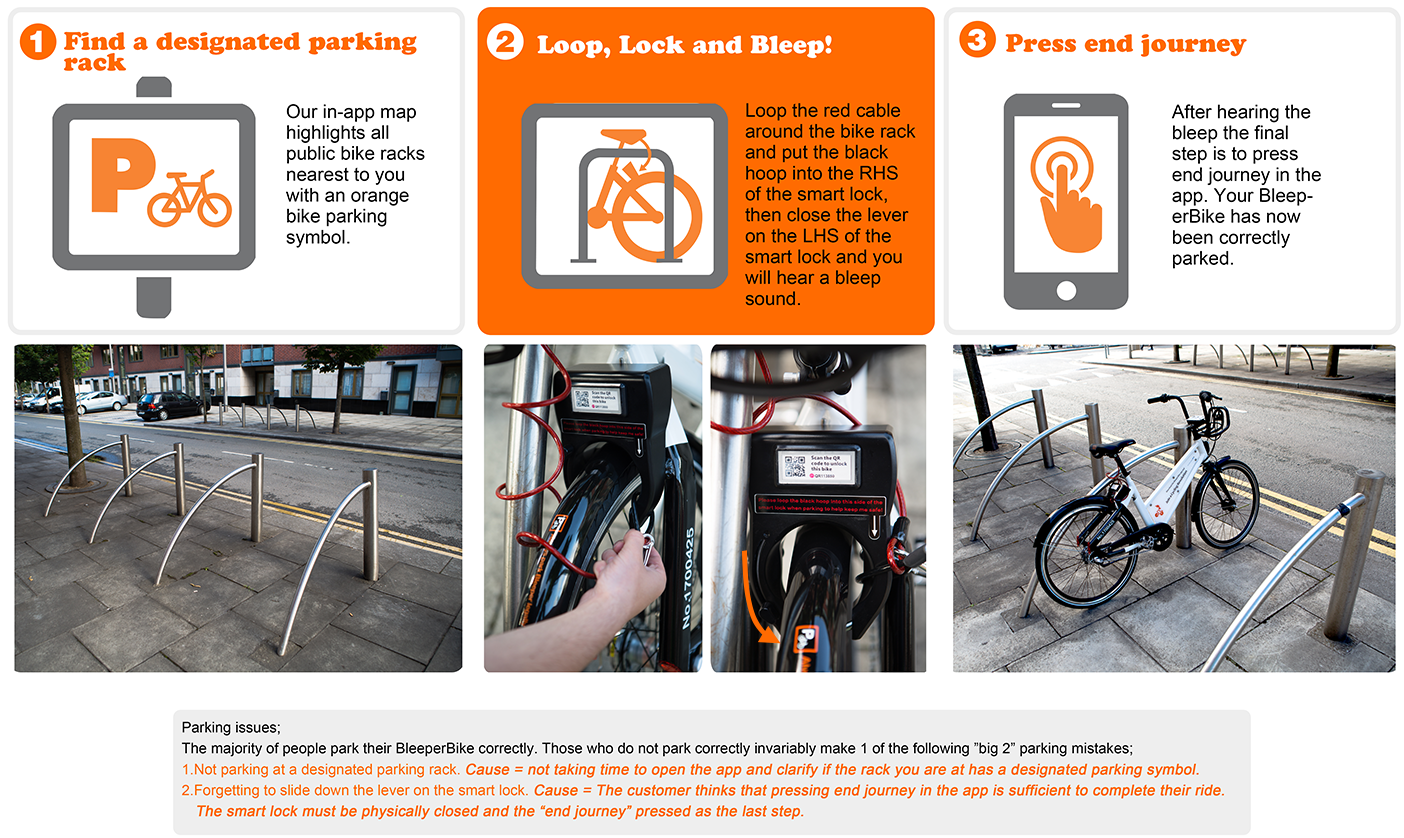 1 Find a designated parking
rack
P
Our in-app map
highlights all
public bike racks
nearest to you
with an orange
bike parking
symbol.
2 Loop, Lock and Bleep!
Loop the red cable
around the bike rack
and put the black
hoop into the RHS
of the smart lock,
then close the lever
on the LHS of the
smart lock and you
will hear a bleep
sound.
3 Press end journey
After hearing the
bleep the final
step is to press
end journey in the
app. Your Bleep-
erBike has now
been correctly
parked.
Scan the QR
code to unlock
this bike
No.1700425
Scan the QR
code to unlock
this bike
Please loop the black hoop into this side of the
smart lock when parking to help keep me safe!
Parking issues;
The majority of people park their BleeperBike correctly. Those who do not park correctly invariably make 1 of the following ”big 2” parking mistakes;
1.Not parking at a designated parking rack. Cause = not taking time to open the app and clarify if the rack you are at has a designated parking symbol.
2.Forgetting to slide down the lever on the smart lock. Cause = The customer thinks that pressing end journey in the app is sufficient to complete their ride.
The smart lock must be physically closed and the “end journey” pressed as the last step.